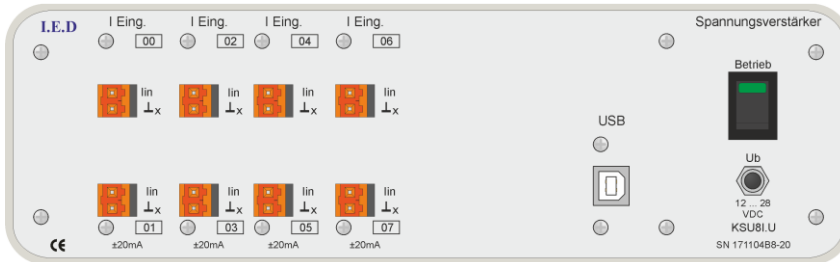 I.E.D
I Eing. I Eing. I Eing. I Eing.
Spannungsverstärker
00 02 04 06
Betrieb
Iin Iin Iin Iin
⊥x ⊥x ⊥x ⊥x
USB
Ub
Iin Iin Iin Iin
⊥x ⊥x ⊥x ⊥x
12 ... 28
VDC
01 03 05 07
KSU8I.U
CE ±20mA ±20mA ±20mA ±20mA
SN 171104B8-20